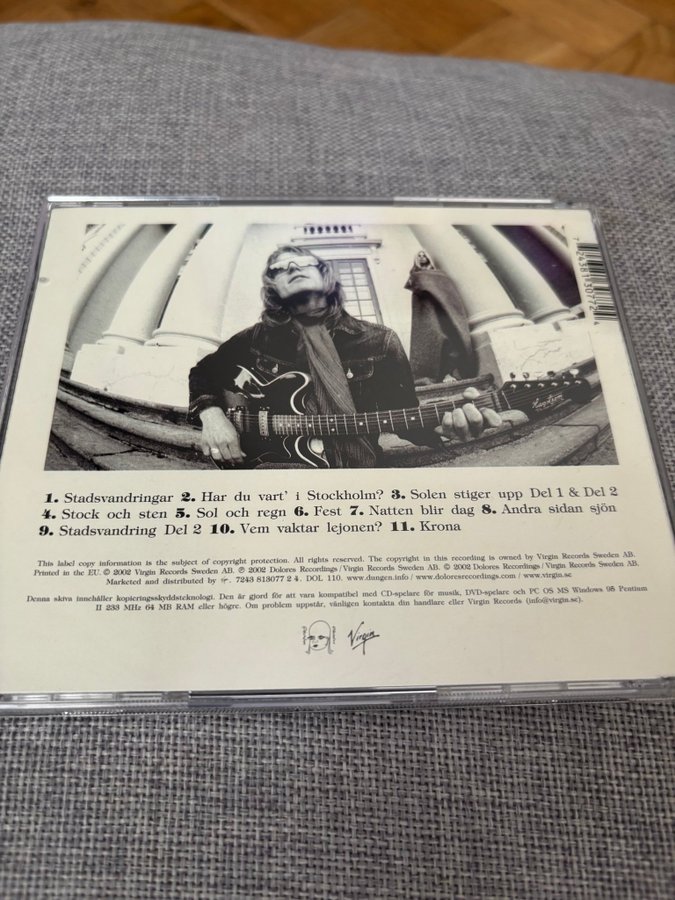 7 24381 30772 4
1. Stadsvandringar 2. Har du vart' i Stockholm? 3. Solen stiger upp Del 1 & Del 2
4. Stock och sten 5. Sol och regn 6. Fest 7. Natten blir dag 8. Andra sidan sjön
9. Stadsvandring Del 2 10. Vem vaktar lejonen? 11. Krona
This label copy information is the subject of copyright protection. All rights reserved. The copyright in this recording is owned by Virgin Records Sweden AB.
Printed in the EU. © 2002 Virgin Records Sweden AB. ℗ 2002 Dolores Recordings/Virgin Records Sweden AB. © 2002 Dolores Recordings/Virgin Records Sweden AB.
Marketed and distributed by 7243 813077 2 4. DOL 110. www.dungen.info / www.doloresrecordings.com / www.virgin.se
Denna skiva innehåller kopieringsskyddsteknologi. Den är gjord för att vara kompatibel med CD-spelare för musik, DVD-spelare och PC OS MS Windows 98 Pentium
II 233 MHz 64 MB RAM eller högre. Om problem uppstår, vänligen kontakta din handlare eller Virgin Records (info@virgin.se).
Virgin